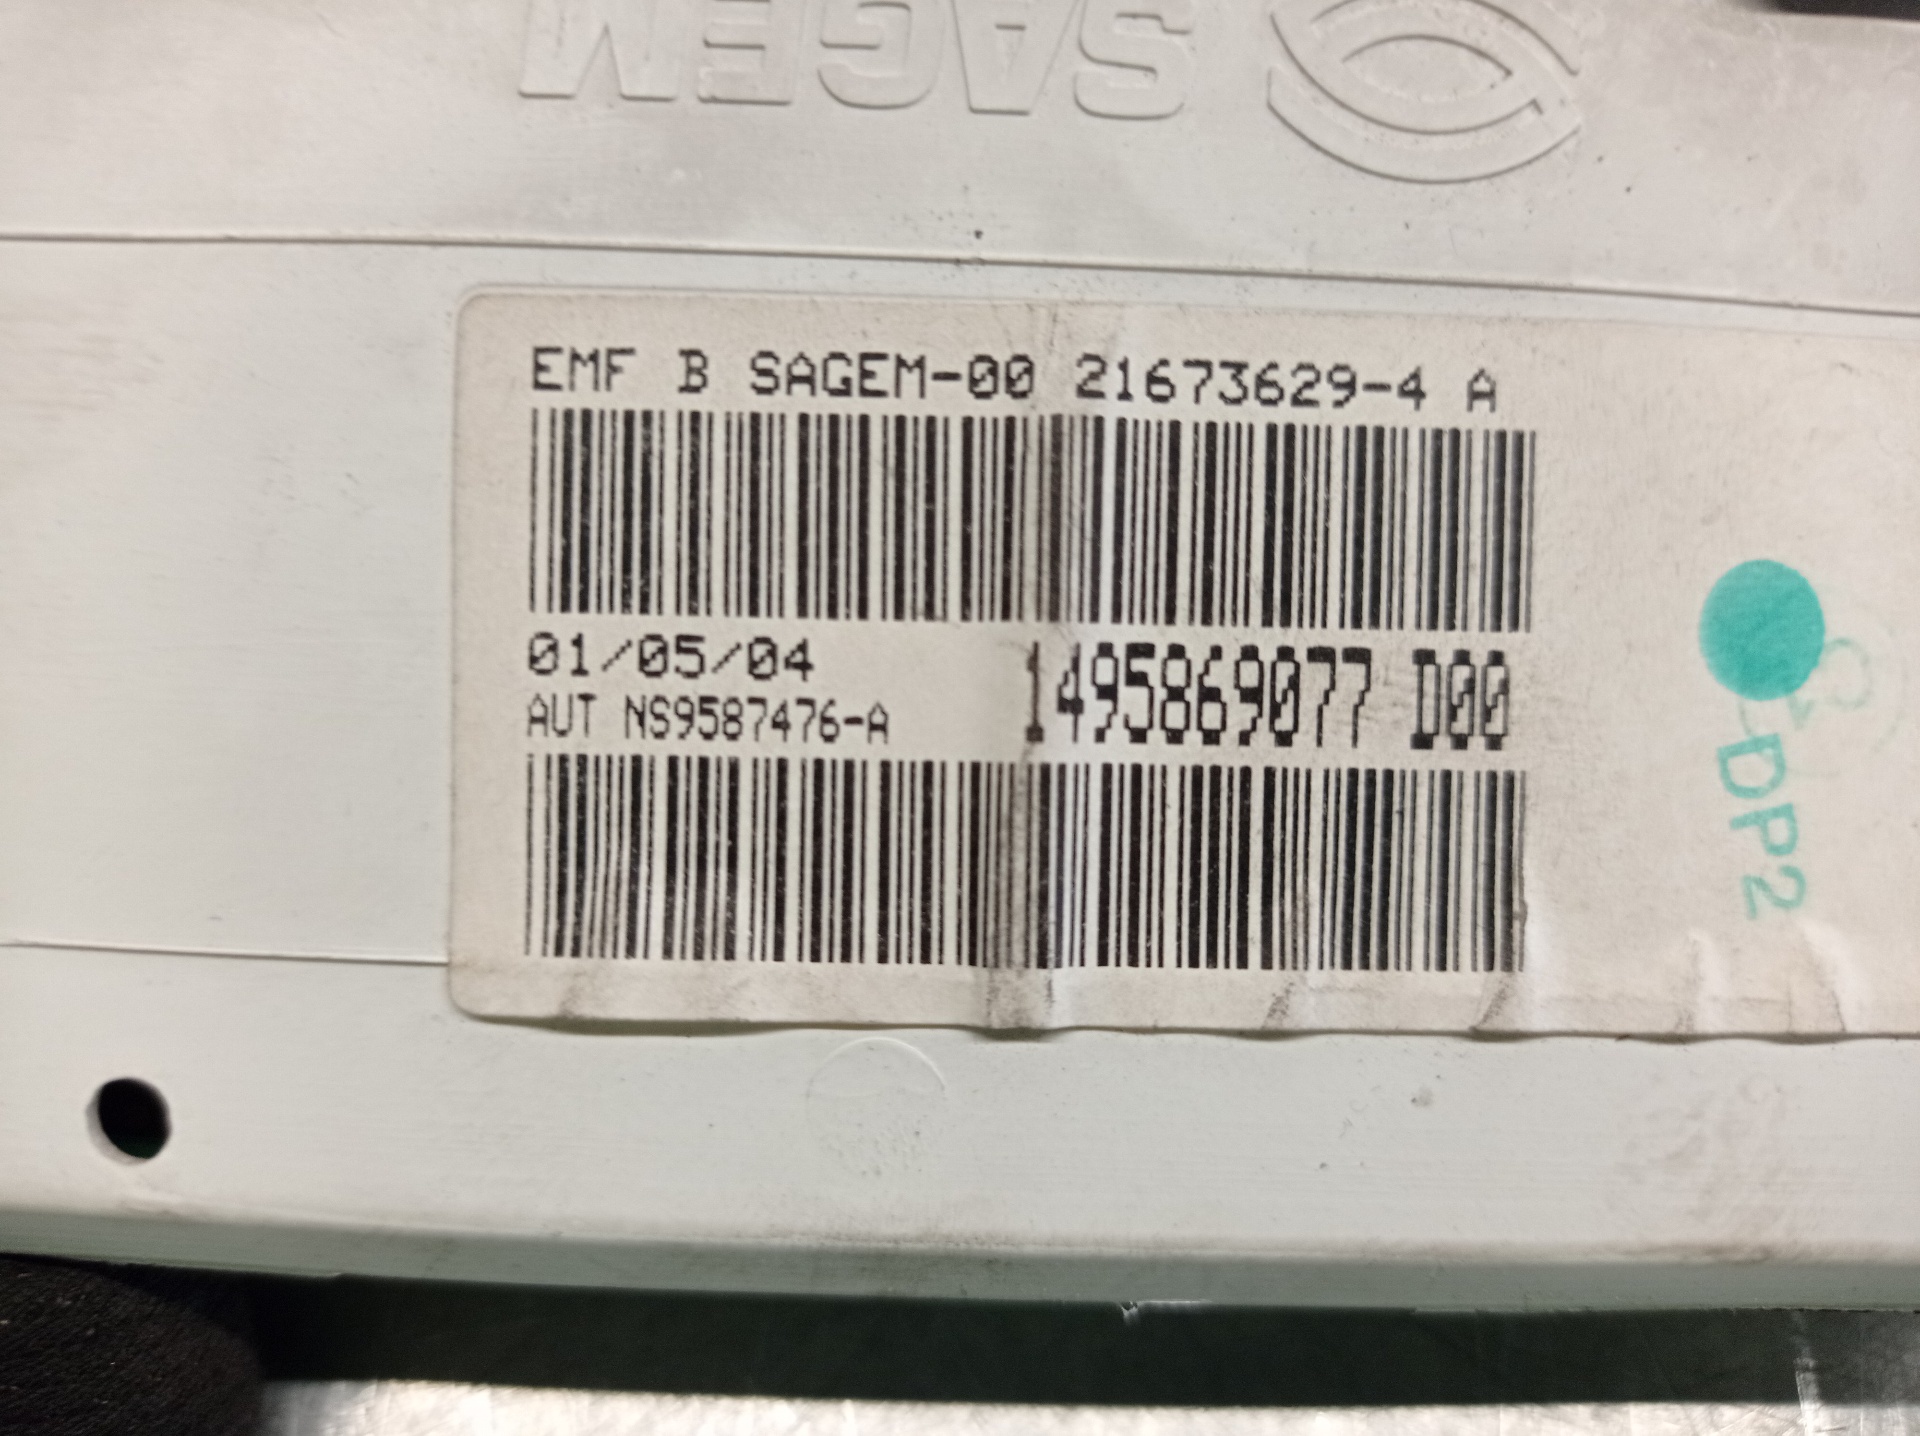 SAGEM
EMF B SAGEM-00 21673629-4 A
01/05/04
AUT NS9587476-A
1495869077 D00
DP2